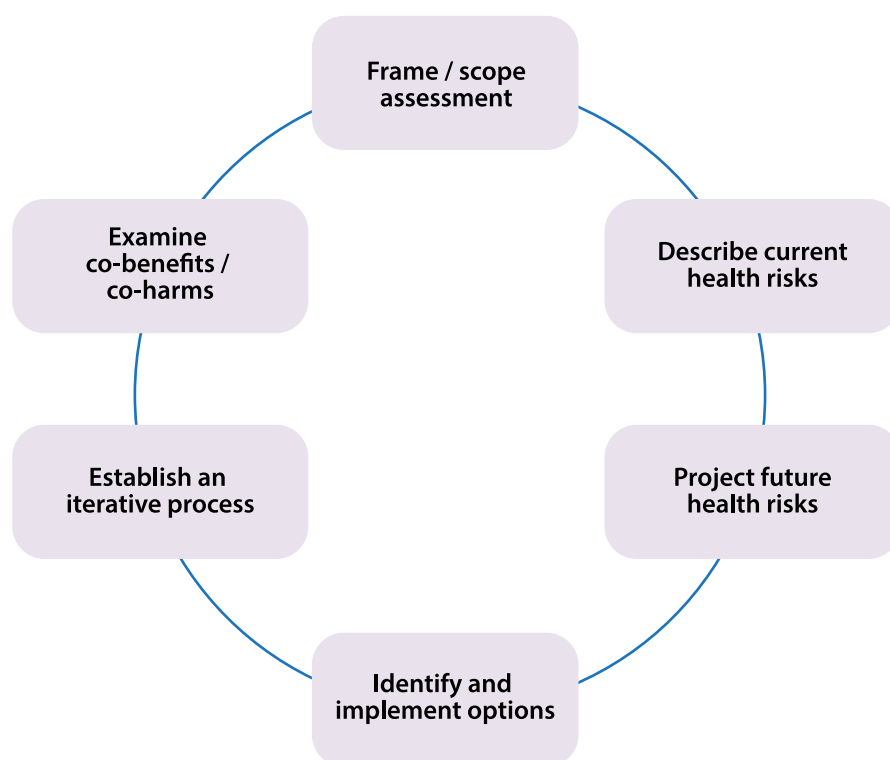 Frame / scope
assessment
Describe current
health risks
Project future
health risks
Identify and
implement options
Establish an
iterative process
Examine
co-benefits /
co-harms